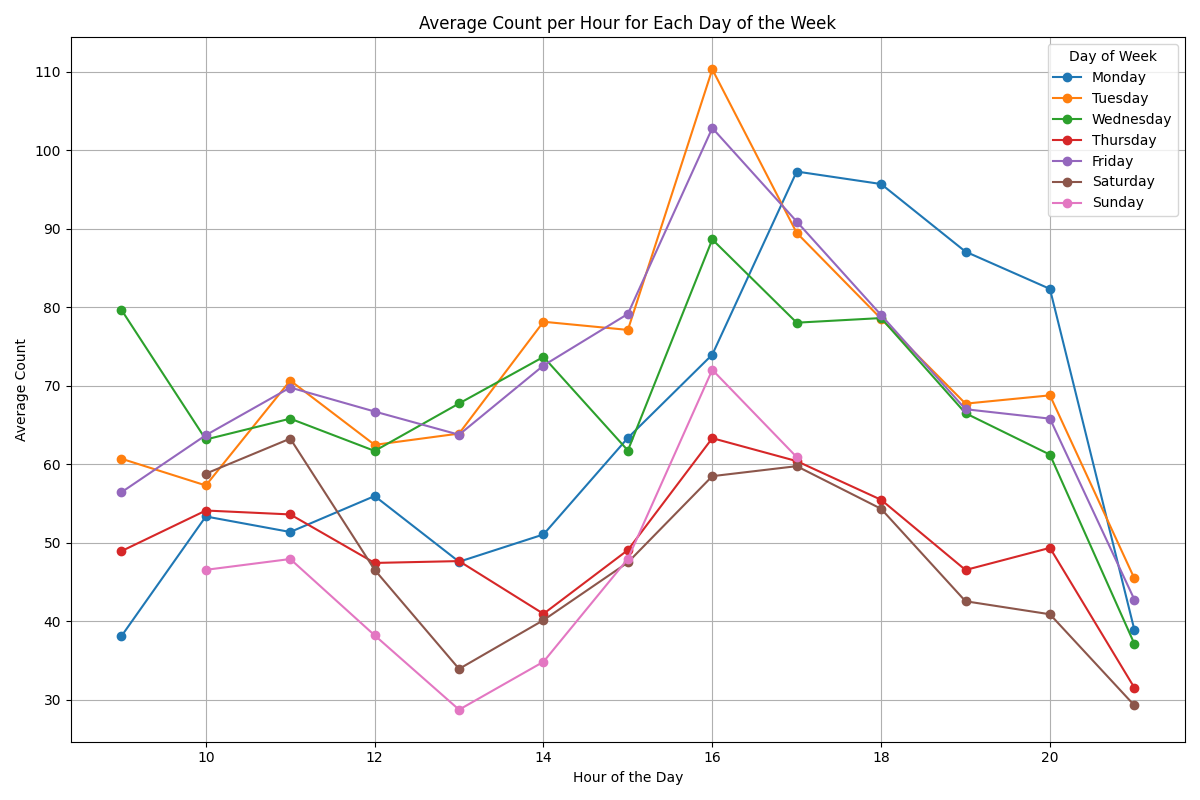 Average Count per Hour for Each Day of the Week
Average Count
110
100
90
80
70
60
50
40
30
10
12
14
16
18
20
Hour of the Day
Day of Week
Monday
Tuesday
Wednesday
Thursday
Friday
Saturday
Sunday